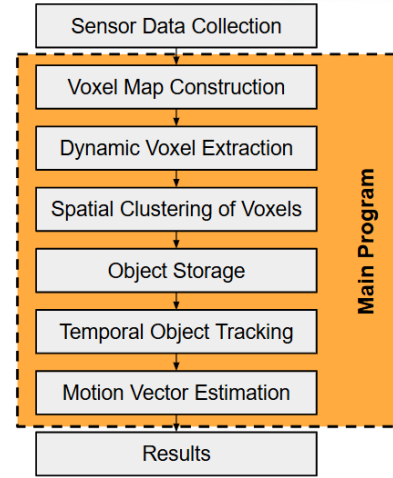 Sensor Data Collection
Voxel Map Construction
Dynamic Voxel Extraction
Spatial Clustering of Voxels
Object Storage
Temporal Object Tracking
Motion Vector Estimation
Results
Main Program